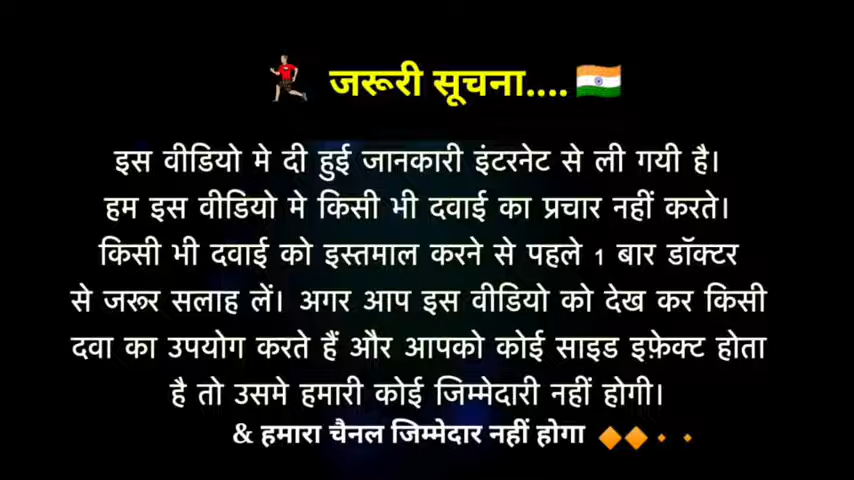 जरूरी सूचना....
इस वीडियो मे दी हुई जानकारी इंटरनेट से ली गयी है।
हम इस वीडियो मे किसी भी दवाई का प्रचार नहीं करते।
किसी भी दवाई को इस्तमाल करने से पहले 1 बार डॉक्टर
से जरूर सलाह लें। अगर आप इस वीडियो को देख कर किसी
दवा का उपयोग करते हैं और आपको कोई साइड इफ़ेक्ट होता
है तो उसमे हमारी कोई जिम्मेदारी नहीं होगी।
& हमारा चैनल जिम्मेदार नहीं होगा